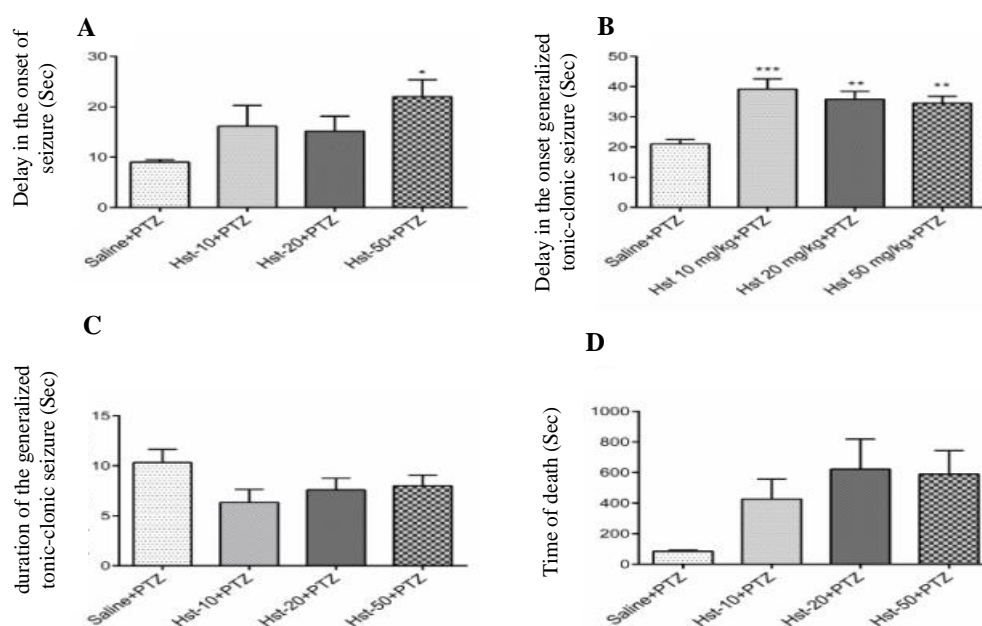 A
Delay in the onset of
seizure (Sec)
30
20
10
0
*
Saline+PTZ
Hst-10+PTZ
Hst-20+PTZ
Hst-50+PTZ
B
Delay in the onset generalized
tonic-clonic seizure (Sec)
50
40
30
20
10
0
***
**
**
Saline+PTZ
Hst 10 mg/kg+PTZ
Hst 20 mg/kg+PTZ
Hst 50 mg/kg+PTZ
C
duration of the generalized
tonic-clonic seizure (Sec)
15
10
5
0
Saline+PTZ
Hst-10+PTZ
Hst-20+PTZ
Hst-50+PTZ
D
Time of death (Sec)
1000
800
600
400
200
0
Saline+PTZ
Hst-10+PTZ
Hst-20+PTZ
Hst-50+PTZ